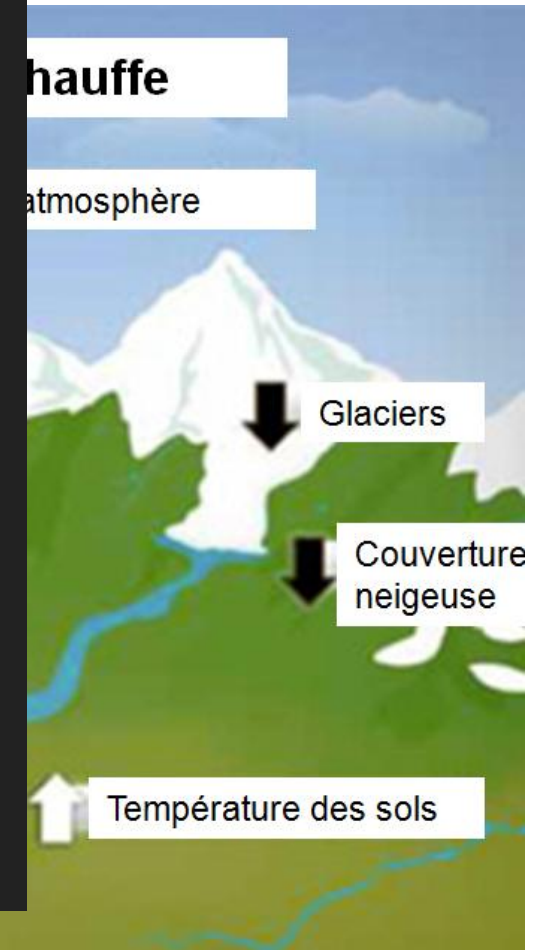 hauffe
atmosphère
Glaciers
Couverture
neigeuse
Température des sols